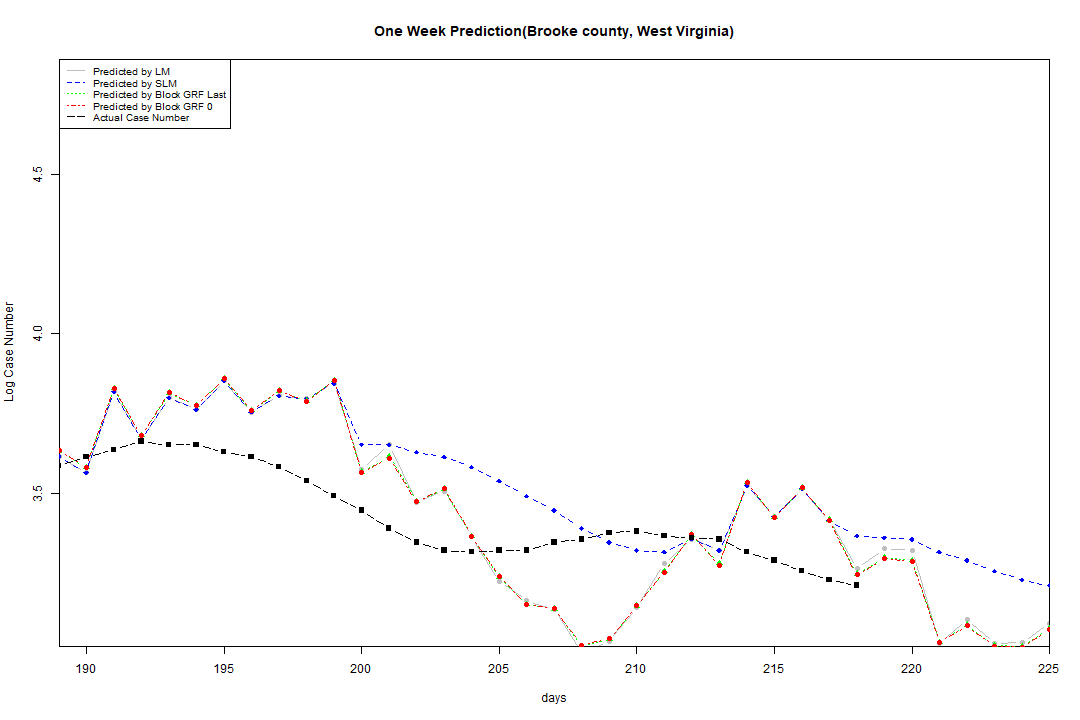 One Week Prediction(Brooke county, West Virginia)
Predicted by LM
Predicted by SLM
Predicted by Block GRF Last
Predicted by Block GRF 0
Actual Case Number
4.5
4.0
3.5
Log Case Number
190 195 200 205 210 215 220 225
days